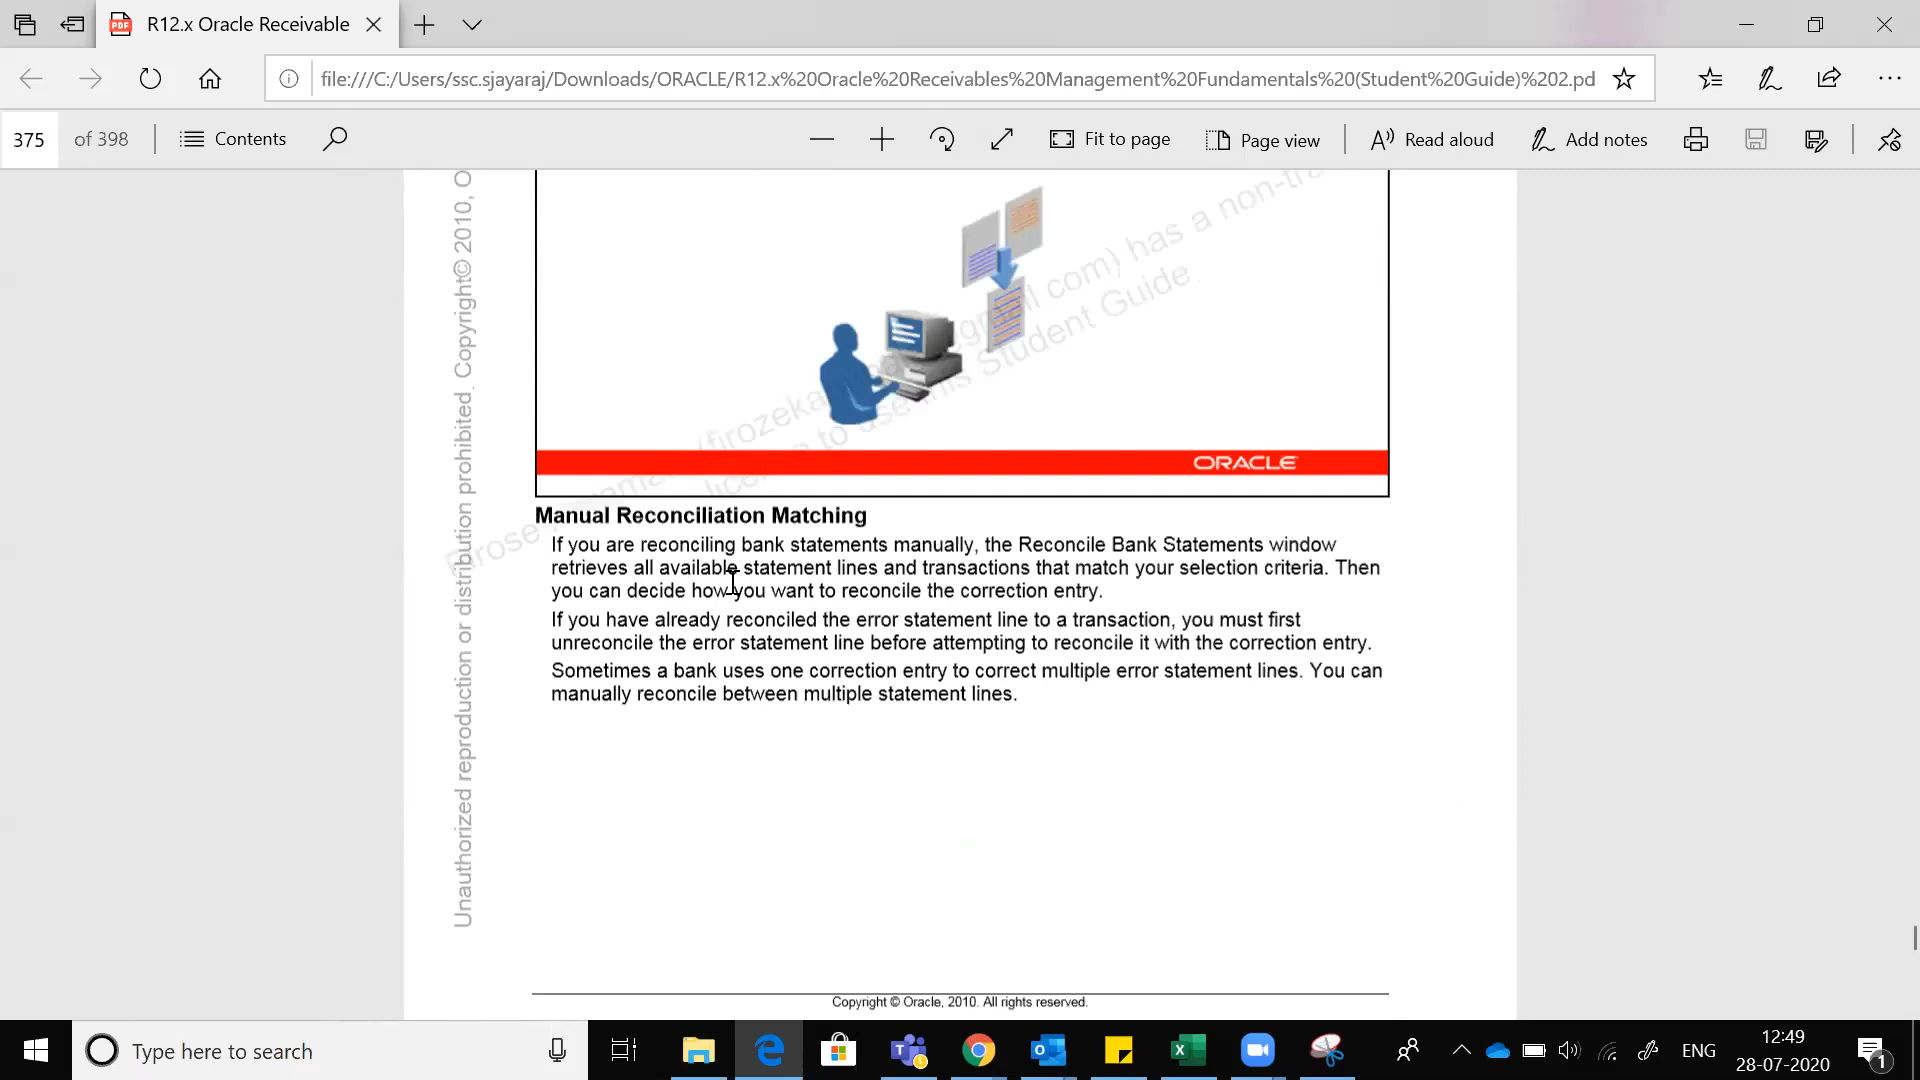 R12.x Oracle Receivable
file:///C:/Users/ssc.sjayaraj/Downloads/ORACLE/R12.x%20Oracle%20Receivables%20Management%20Fundamentals%20(Student%20Guide)%202.pd
375 of 398 Contents Fit to page Page view Read aloud Add notes
Unauthorized reproduction or distribution prohibited. Copyright© 2010, O
com) has a non-tra
his Student Guide.
ORACLE
Manual Reconciliation Matching
If you are reconciling bank statements manually, the Reconcile Bank Statements window
retrieves all available statement lines and transactions that match your selection criteria. Then
you can decide how you want to reconcile the correction entry.
If you have already reconciled the error statement line to a transaction, you must first
unreconcile the error statement line before attempting to reconcile it with the correction entry.
Sometimes a bank uses one correction entry to correct multiple error statement lines. You can
manually reconcile between multiple statement lines.
Copyright © Oracle, 2010. All rights reserved.
Type here to search
ENG
12:49
28-07-2020
1